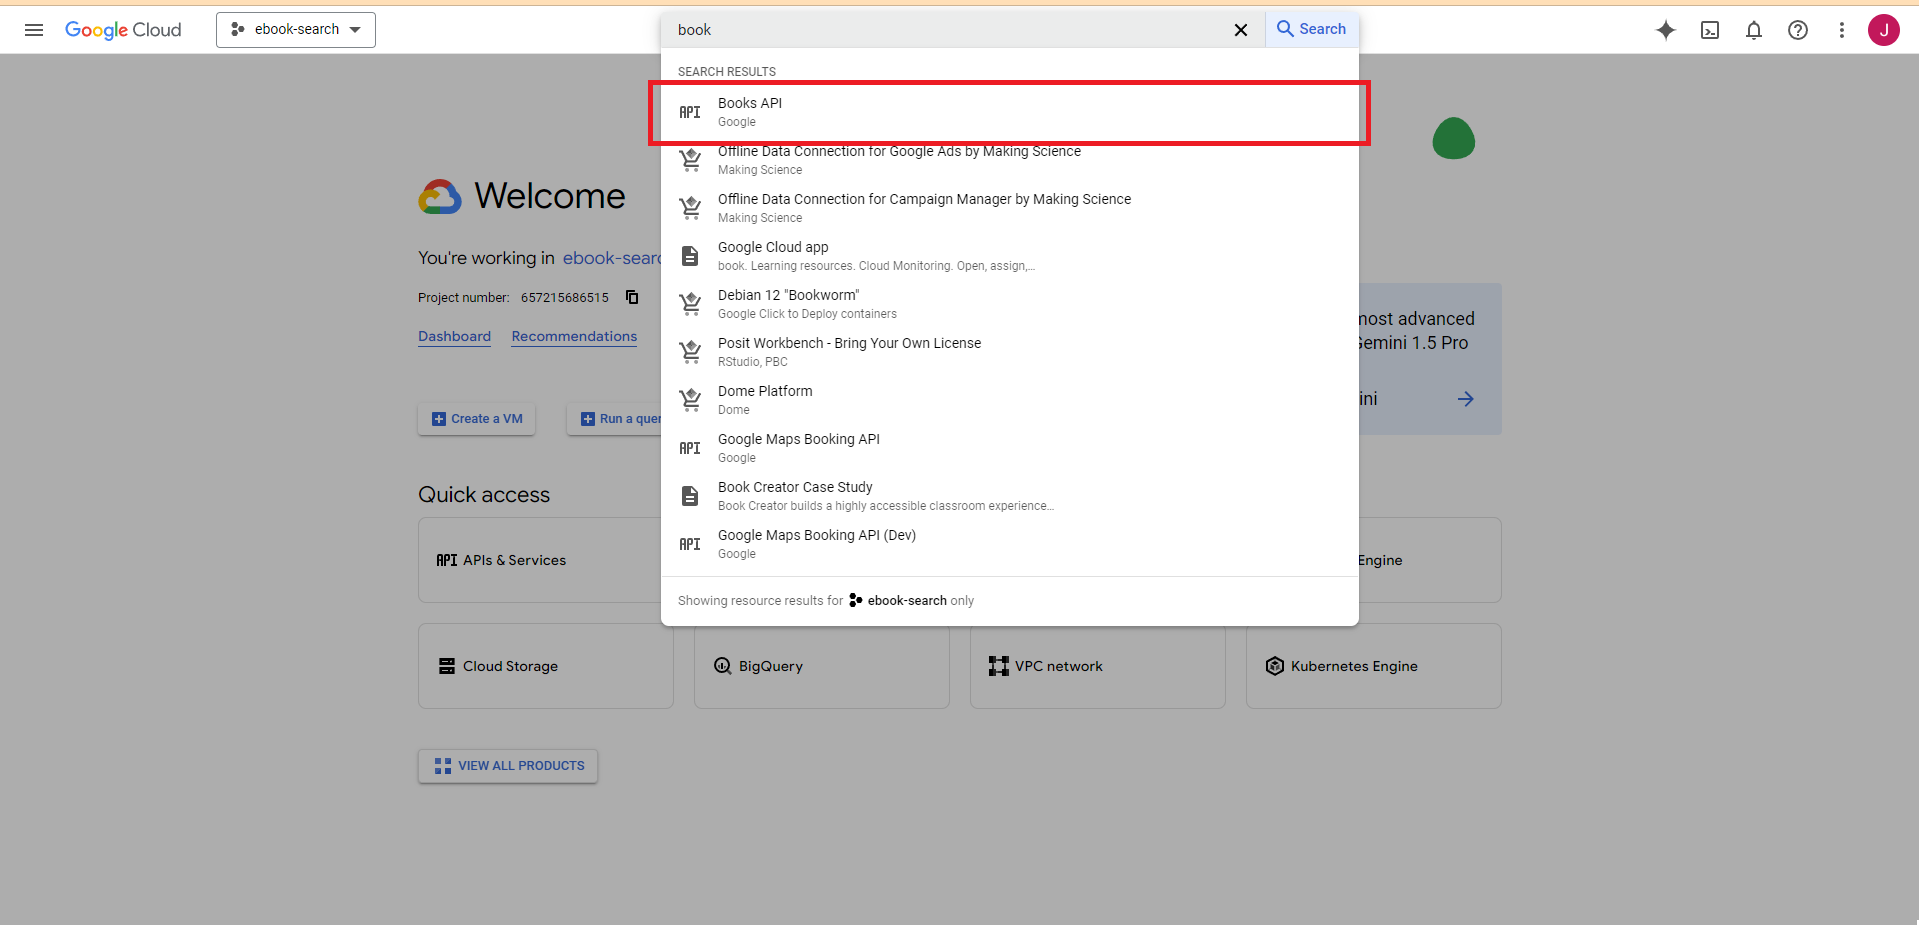 Google Cloud
ebook-search
book
Search
J
SEARCH RESULTS
API
Books API
Google
Offline Data Connection for Google Ads by Making Science
Making Science
Offline Data Connection for Campaign Manager by Making Science
Making Science
Google Cloud app
book. Learning resources. Cloud Monitoring. Open, assign,...
Debian 12 "Bookworm"
Google Click to Deploy containers
Posit Workbench - Bring Your Own License
RStudio, PBC
Dome Platform
Dome
API
Google Maps Booking API
Google
Book Creator Case Study
Book Creator builds a highly accessible classroom experience...
API
Google Maps Booking API (Dev)
Google
Showing resource results for ebook-search only
Welcome
You're working in ebook-searc
Project number: 657215686515
Dashboard
Recommendations
most advanced
Gemini 1.5 Pro
ini
Create a VM
Run a quer
Quick access
API APIs & Services
Engine
Cloud Storage
BigQuery
VPC network
Kubernetes Engine
VIEW ALL PRODUCTS